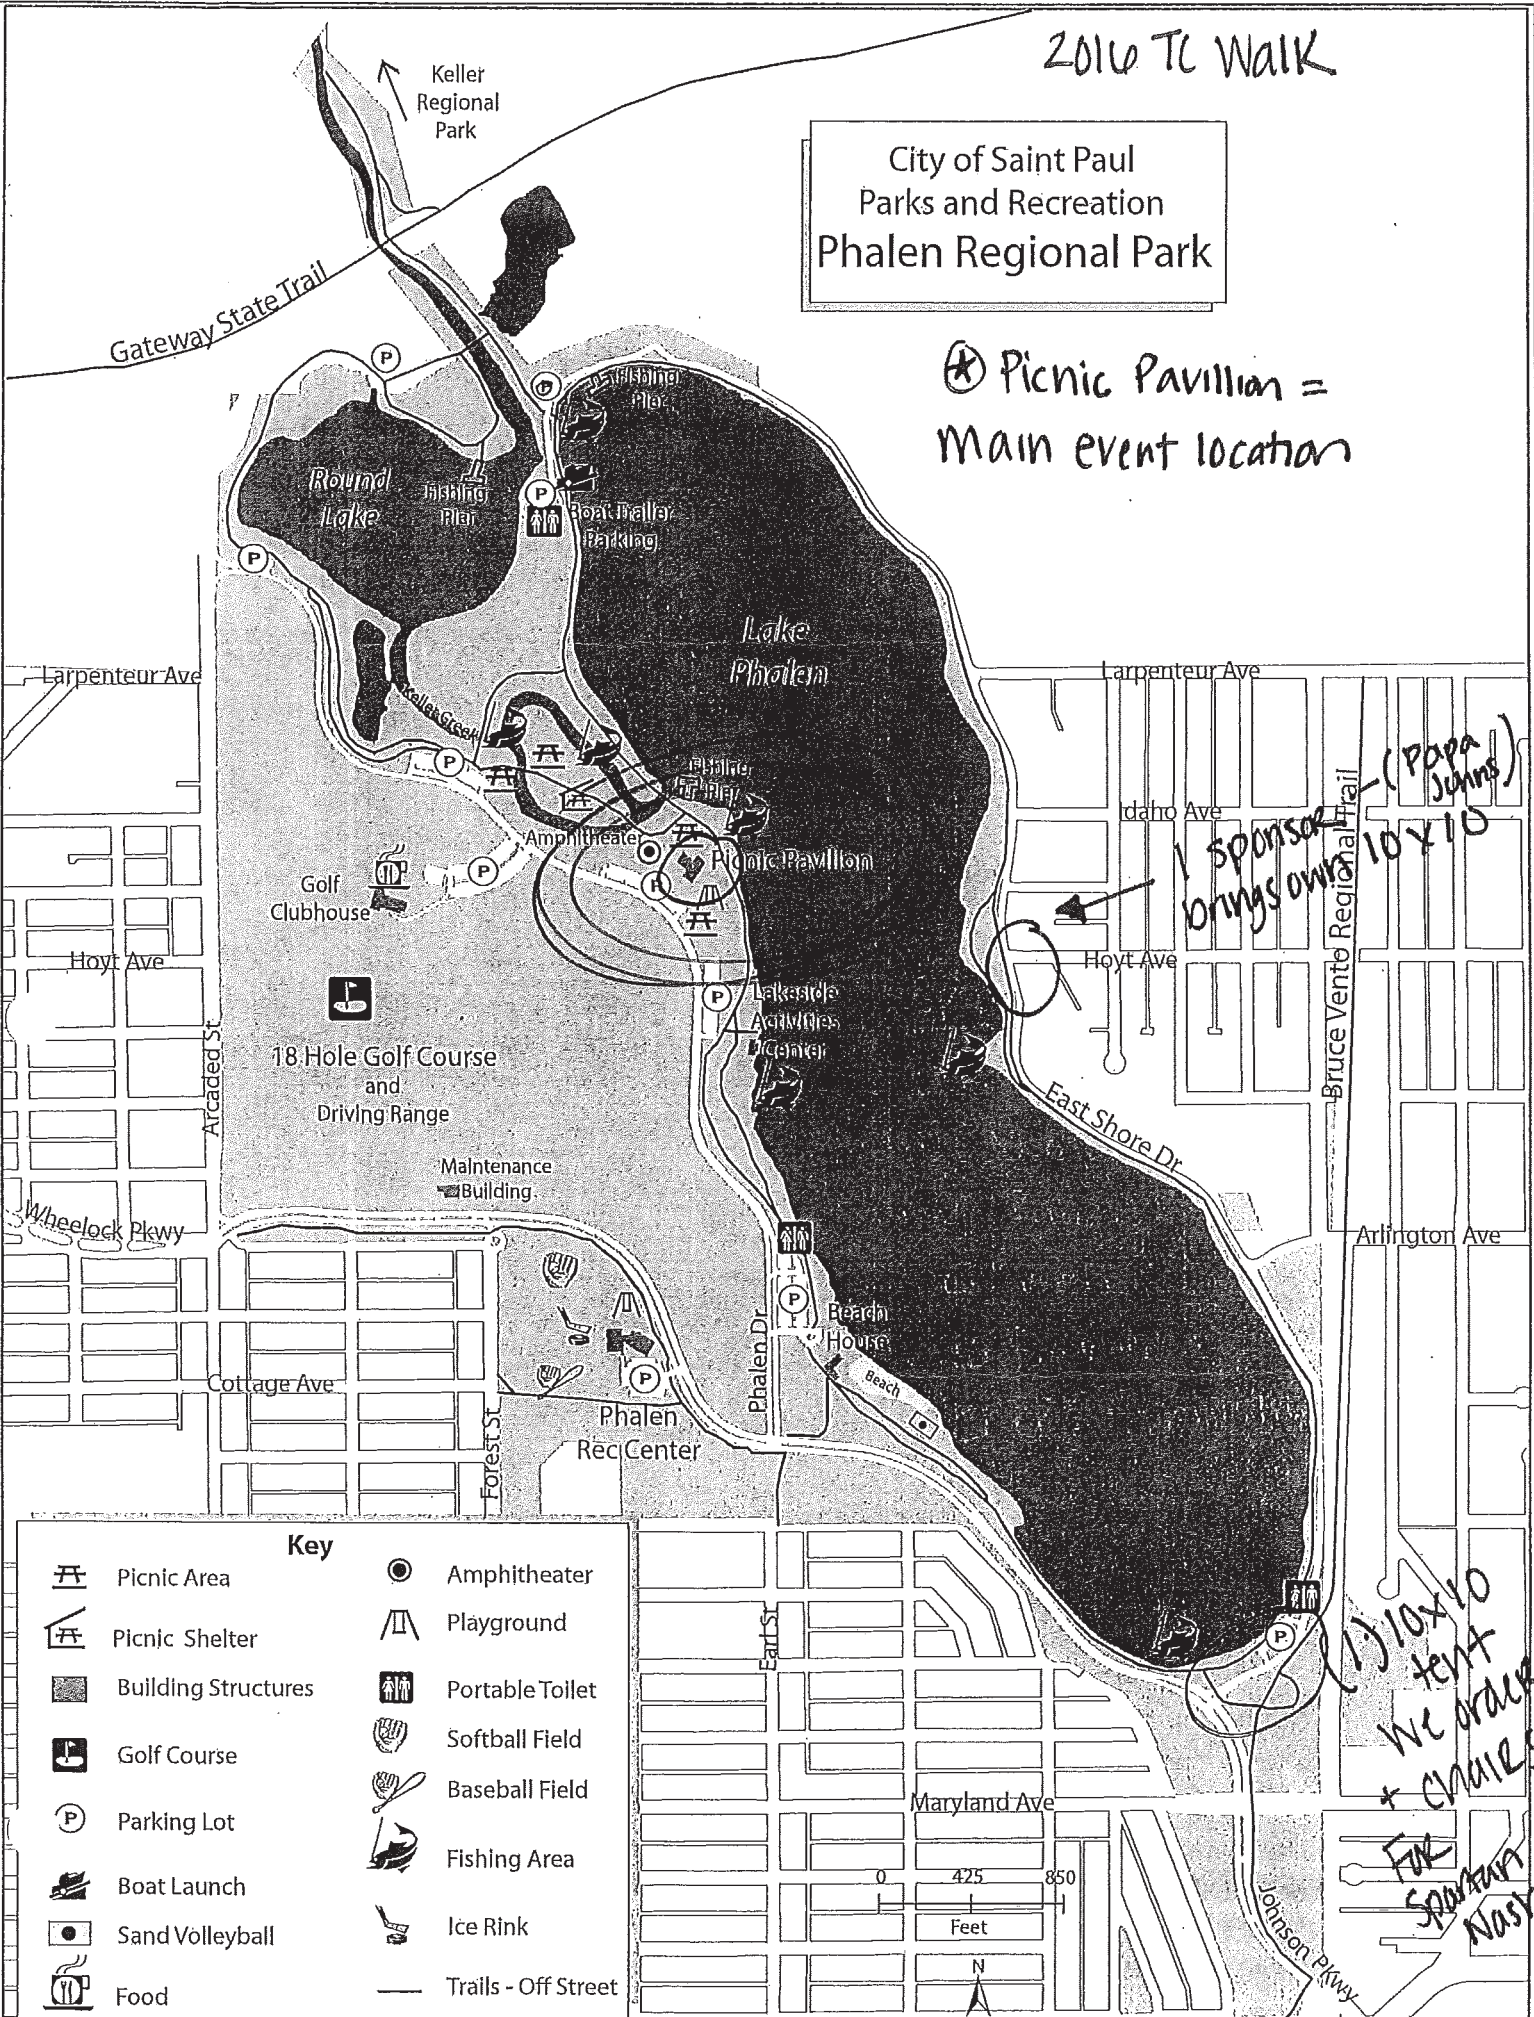 2016 TC Walk
Keller
Regional
Park
City of Saint Paul
Parks and Recreation
Phalen Regional Park
Gateway State Trail
P
P
* Picnic Pavillion =
main event location
Fishing
Pier
Round
Lake
Fishing
Pier
P
Boat Trailer
Parking
P
Lake
Phalen
Larpenteur Ave
Larpenteur Ave
Keller Creek
P
Fishing
Pier
Idaho Ave
1 sponsor - (Papa
Johns)
brings own 10x10
Amphitheater
Picnic Pavilion
P
P
Golf
Clubhouse
Hoyt Ave
Hoyt Ave
P
Lakeside
Activities
Center
Bruce Vento Regional Trail
18 Hole Golf Course
and
Driving Range
Arcaded St
East Shore Dr
Maintenance
Building
Wheelock Pkwy
Arlington Ave
P
Beach
House
Phalen Dr
Beach
Cottage Ave
P
Phalen
Rec Center
Forest St
Key
Picnic Area
Picnic Shelter
Building Structures
Golf Course
P Parking Lot
Boat Launch
Sand Volleyball
Food
Amphitheater
Playground
Portable Toilet
Softball Field
Baseball Field
Fishing Area
Ice Rink
Trails - Off Street
Earl St
P
(1) 10x10
tent
we order
+ chairs
For
Spartan
Nash
Maryland Ave
0 425 850
Feet
N
Johnson Pkwy